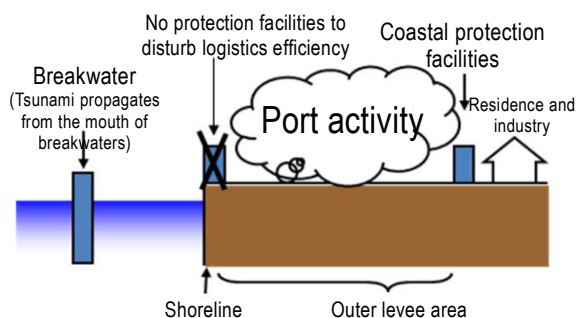 No protection facilities to
disturb logistics efficiency
Coastal protection
facilities
Breakwater
(Tsunami propagates
from the mouth of
breakwaters)
Port activity
Residence and
industry
Shoreline
Outer levee area